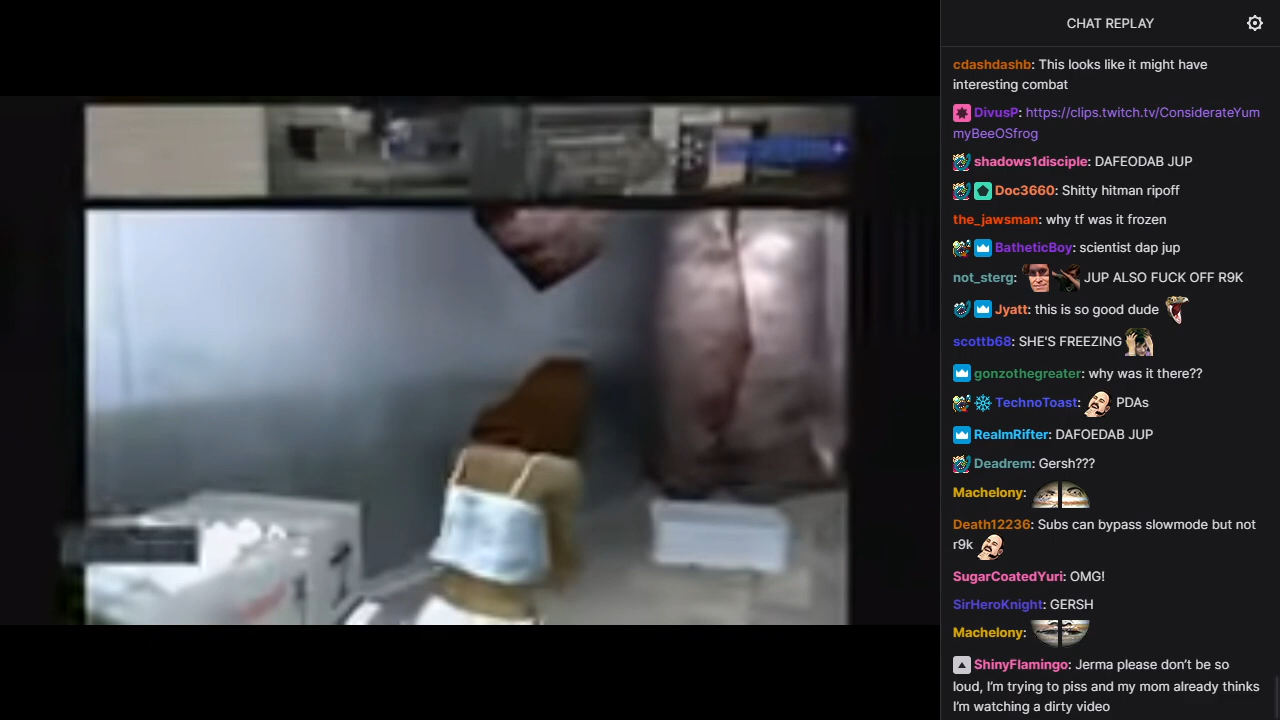 CHAT REPLAY
cdashdashb: This looks like it might have
interesting combat
DivusP: https://clips.twitch.tv/ConsiderateYum
myBeeOSfrog
shadows1disciple: DAFEODAB JUP
Doc3660: Shitty hitman ripoff
the_jawsman: why tf was it frozen
BatheticBoy: scientist dap jup
not_sterg: JUP ALSO FUCK OFF R9K
Jyatt: this is so good dude
scottb68: SHE'S FREEZING
gonzothegreater: why was it there??
TechnoToast: PDAs
RealmRifter: DAFOEDAB JUP
Deadrem: Gersh???
Machelony:
Death12236: Subs can bypass slowmode but not
r9k
SugarCoatedYuri: OMG!
SirHeroKnight: GERSH
Machelony:
ShinyFlamingo: Jerma please don't be so
loud, I'm trying to piss and my mom already thinks
I'm watching a dirty video